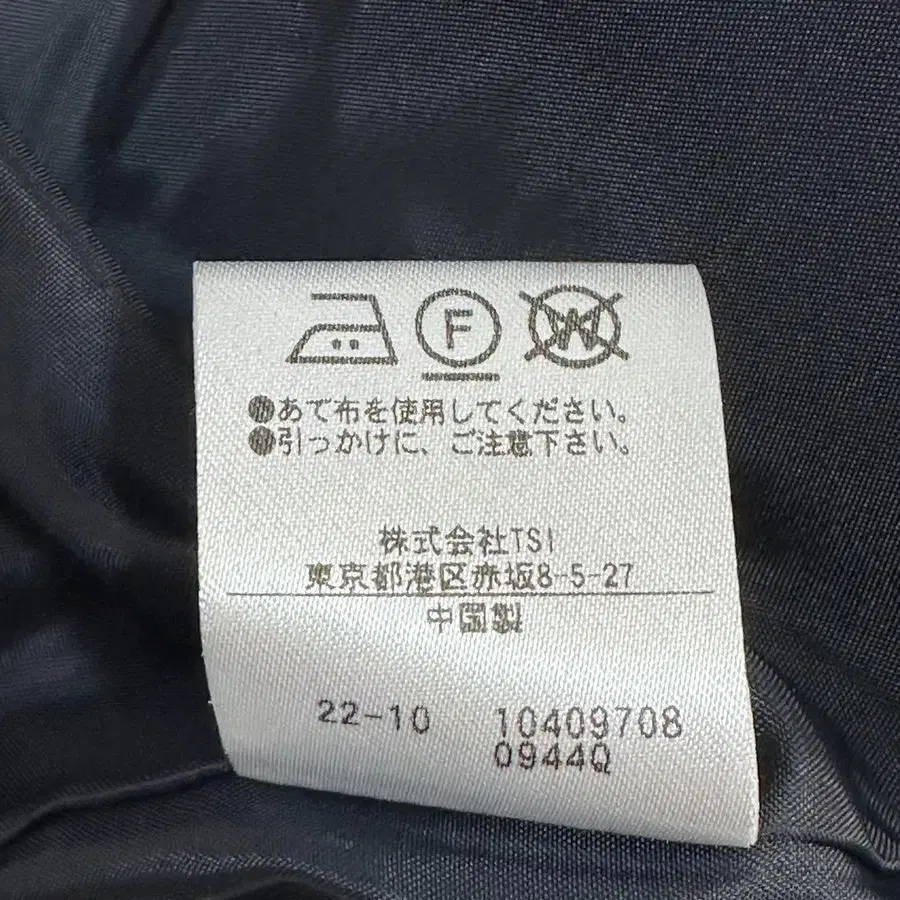 F W
●あて布を使用してください。
●引っかけに、ご注意下さい。
株式会社TSI
東京都港区赤坂8-5-27
中国製
22-10 10409708
0944Q